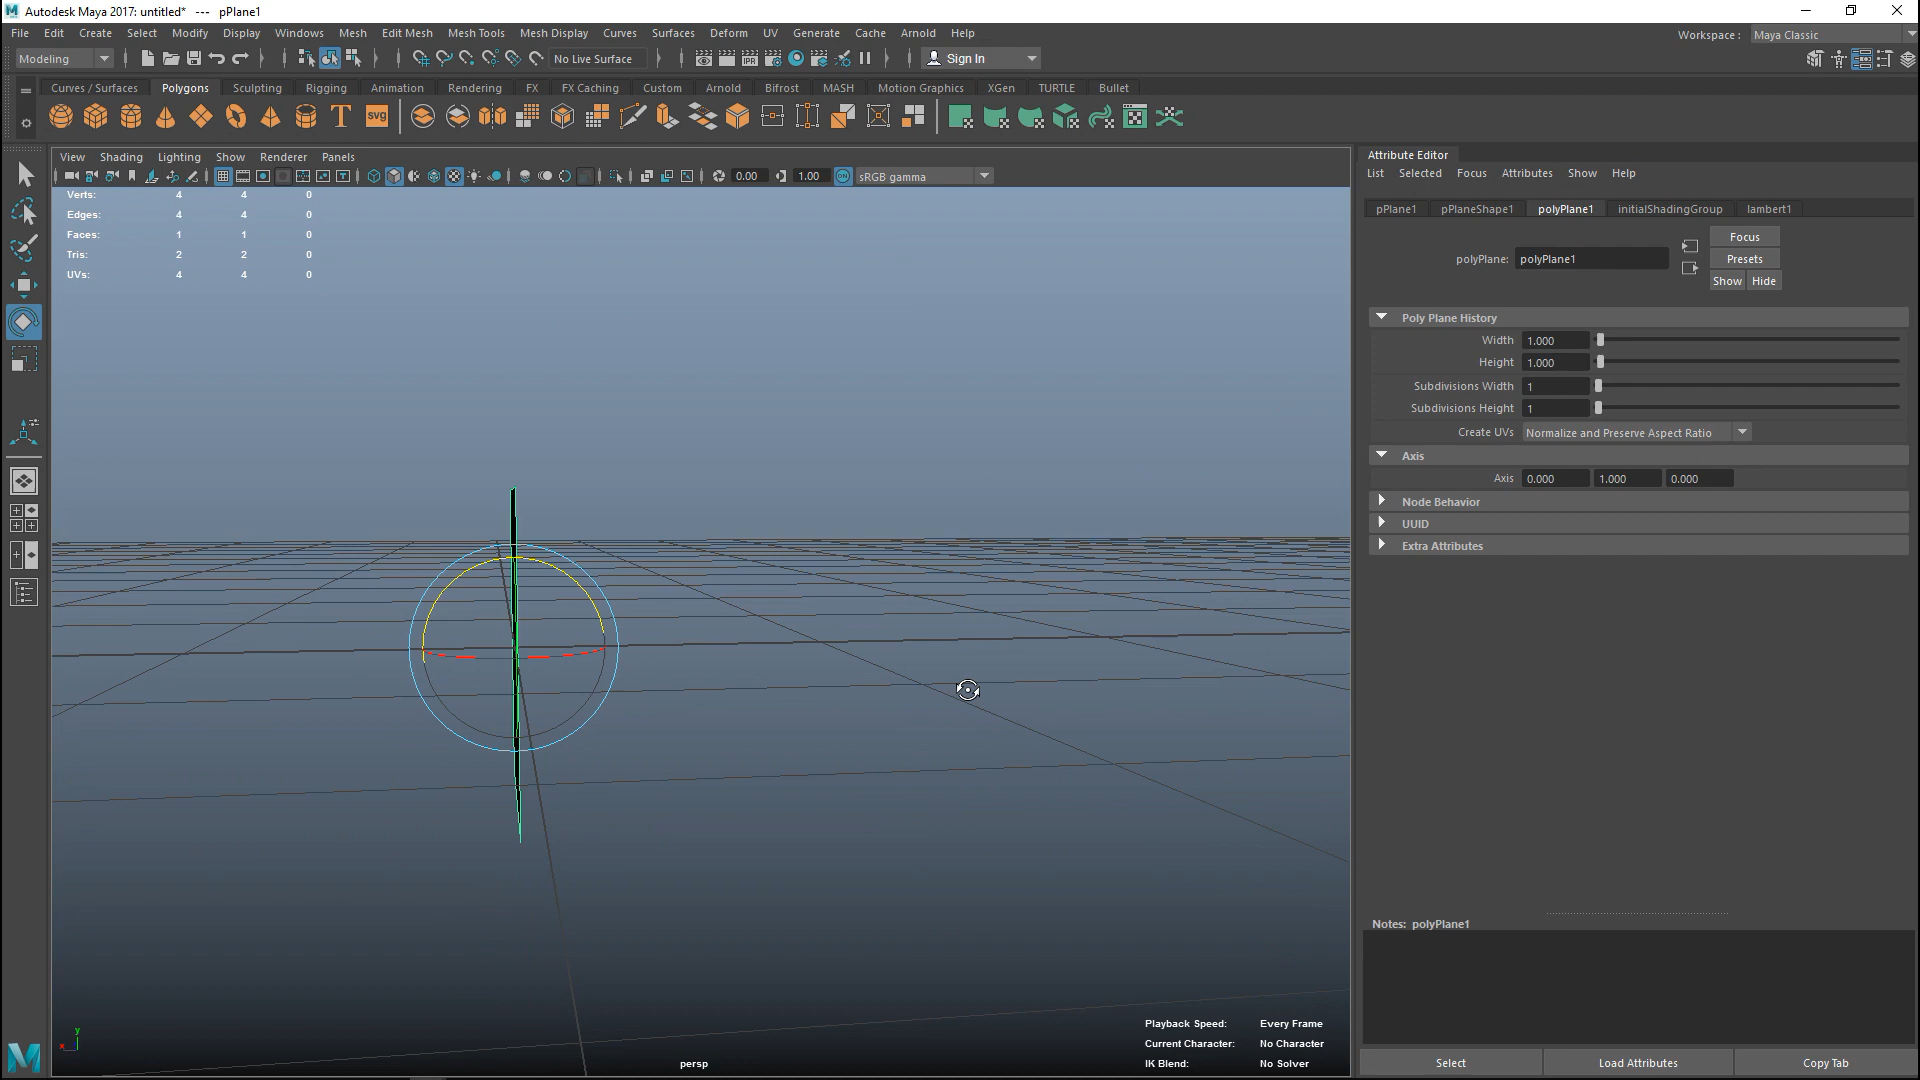 Autodesk Maya 2017: untitled* --- pPlane1
File Edit Create Select Modify Display Windows Mesh Edit Mesh Mesh Tools Mesh Display Curves Surfaces Deform UV Generate Cache Arnold Help
Workspace : Maya Classic
Modeling No Live Surface IPR Sign In
Curves / Surfaces Polygons Sculpting Rigging Animation Rendering FX FX Caching Custom Arnold Bifrost MASH Motion Graphics XGen TURTLE Bullet
T SVG
View Shading Lighting Show Renderer Panels
0.00 1.00 ON sRGB gamma
Verts: 4 4 0
Edges: 4 4 0
Faces: 1 1 0
Tris: 2 2 0
UVs: 4 4 0
y
x
persp
Playback Speed: Every Frame
Current Character: No Character
IK Blend: No Solver
Attribute Editor
List Selected Focus Attributes Show Help
pPlane1 pPlaneShape1 polyPlane1 initialShadingGroup lambert1
polyPlane: polyPlane1
Focus
Presets
Show Hide
Poly Plane History
Width 1.000
Height 1.000
Subdivisions Width 1
Subdivisions Height 1
Create UVs Normalize and Preserve Aspect Ratio
Axis
Axis 0.000 1.000 0.000
Node Behavior
UUID
Extra Attributes
Notes: polyPlane1
Select Load Attributes Copy Tab